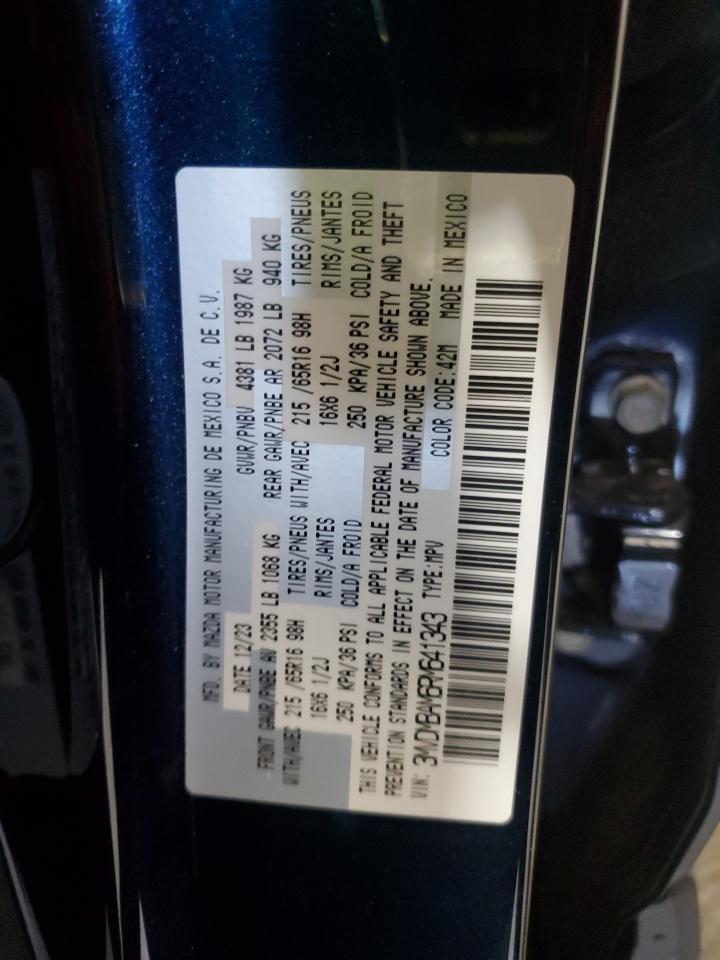 MFD. BY MAZDA MOTOR MANUFACTURING DE MEXICO S.A. DE C.V.
DATE 12/23 GVWR/PNBV 4381 LB 1987 KG
FRONT GAWR/PNBE AV 2355 LB 1068 KG REAR GAWR/PNBE AR 2072 LB 940 KG
WITH/AVEC 215 /65R16 98H TIRES/PNEUS WITH/AVEC 215 /65R16 98H TIRES/PNEUS
16X6 1/2J RIMS/JANTES 16X6 1/2J RIMS/JANTES
250 KPA/36 PSI COLD/A FROID 250 KPA/36 PSI COLD/A FROID
THIS VEHICLE CONFORMS TO ALL APPLICABLE FEDERAL MOTOR VEHICLE SAFETY AND THEFT
PREVENTION STANDARDS IN EFFECT ON THE DATE OF MANUFACTURE SHOWN ABOVE.
VIN: 3MVDMBAM6RM641343 TYPE:MPV COLOR CODE:42M MADE IN MEXICO